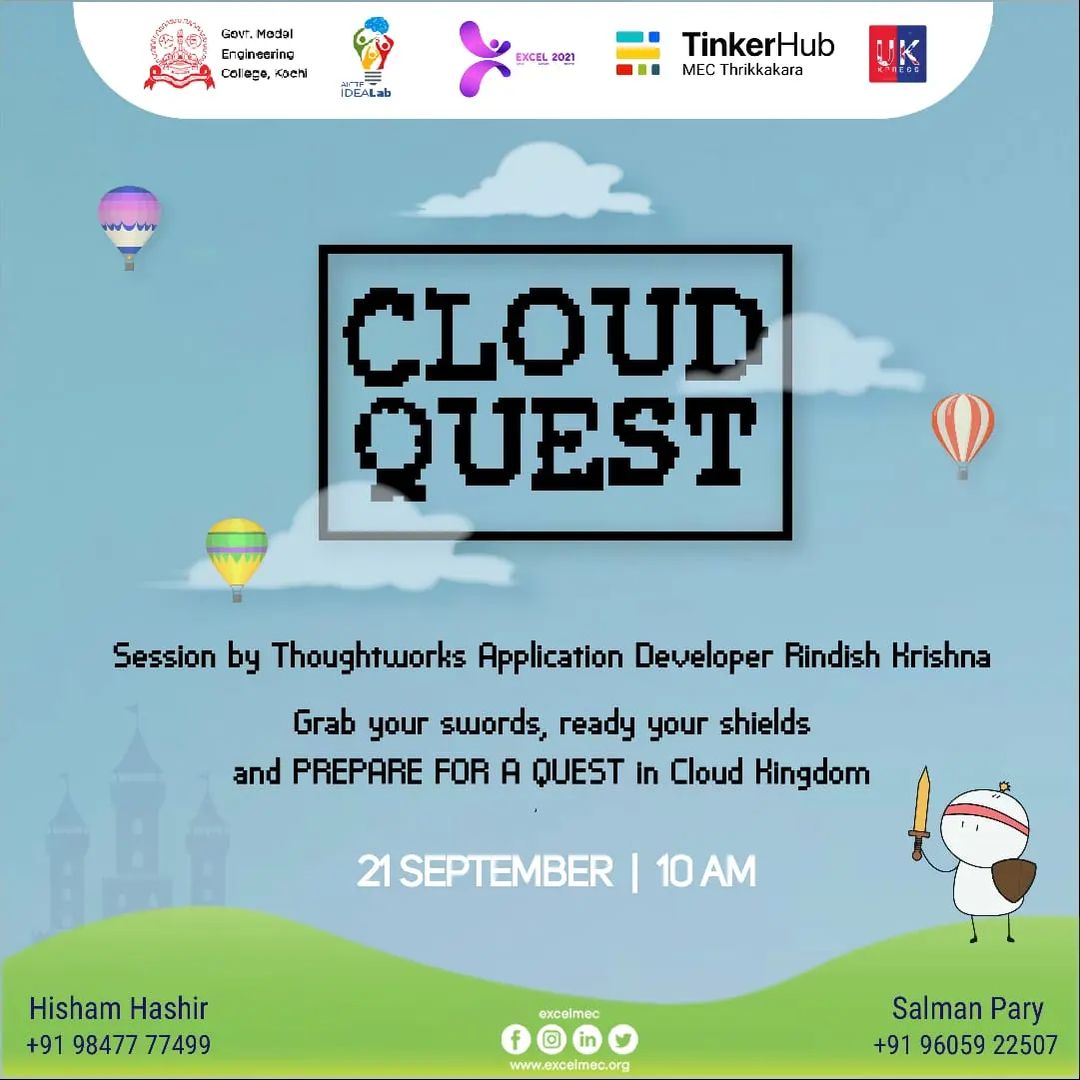 Govt. Model
Engineering
College, Kochi
AICTE
IDEALab
EXCEL 2021
TinkerHub
MEC Thrikkakara
UK
XPRESS
CLOUD
QUEST
Session by Thoughtworks Application Developer Rindish Krishna
Grab your swords, ready your shields
and PREPARE FOR A QUEST in Cloud Kingdom
,
21 SEPTEMBER | 10 AM
Hisham Hashir
+91 98477 77499
excelmec
www.excelmec.org
Salman Pary
+91 96059 22507